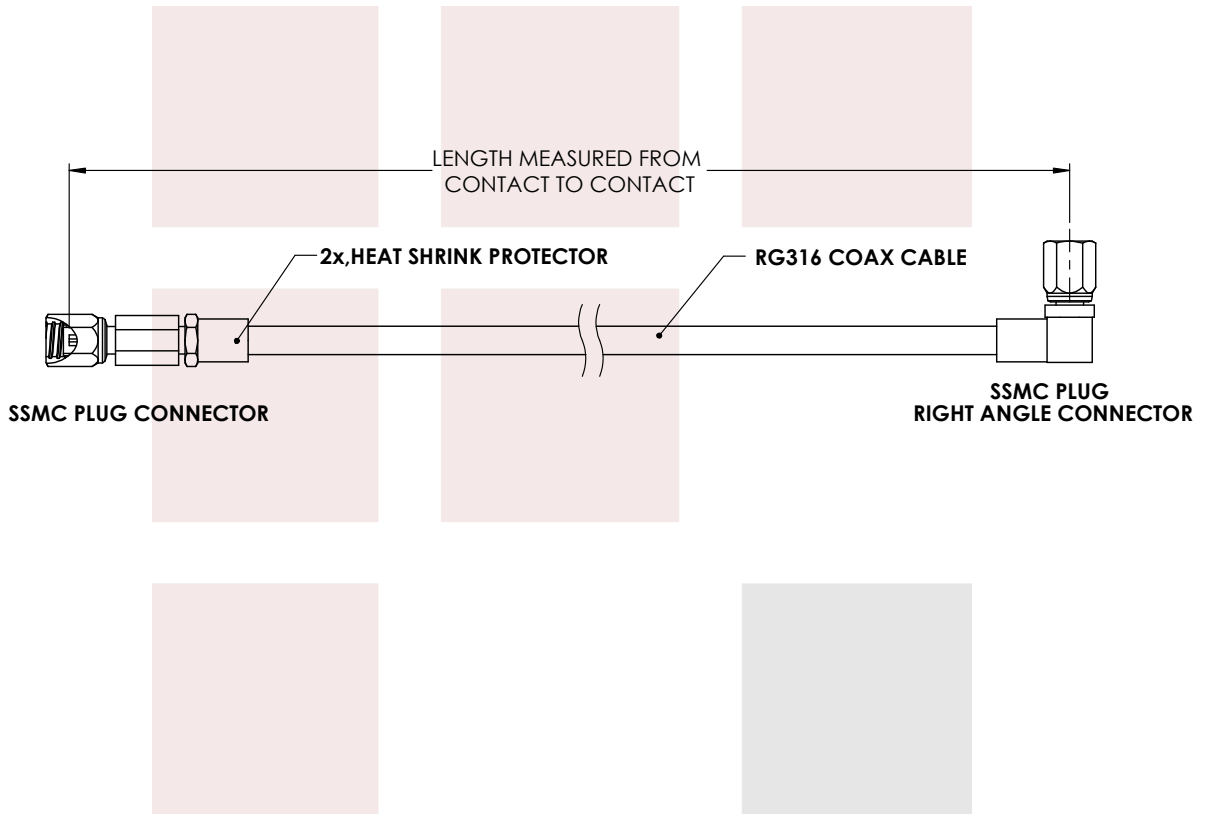 LENGTH MEASURED FROM
CONTACT TO CONTACT
2x,HEAT SHRINK PROTECTOR
RG316 COAX CABLE
SSMC PLUG CONNECTOR
SSMC PLUG
RIGHT ANGLE CONNECTOR